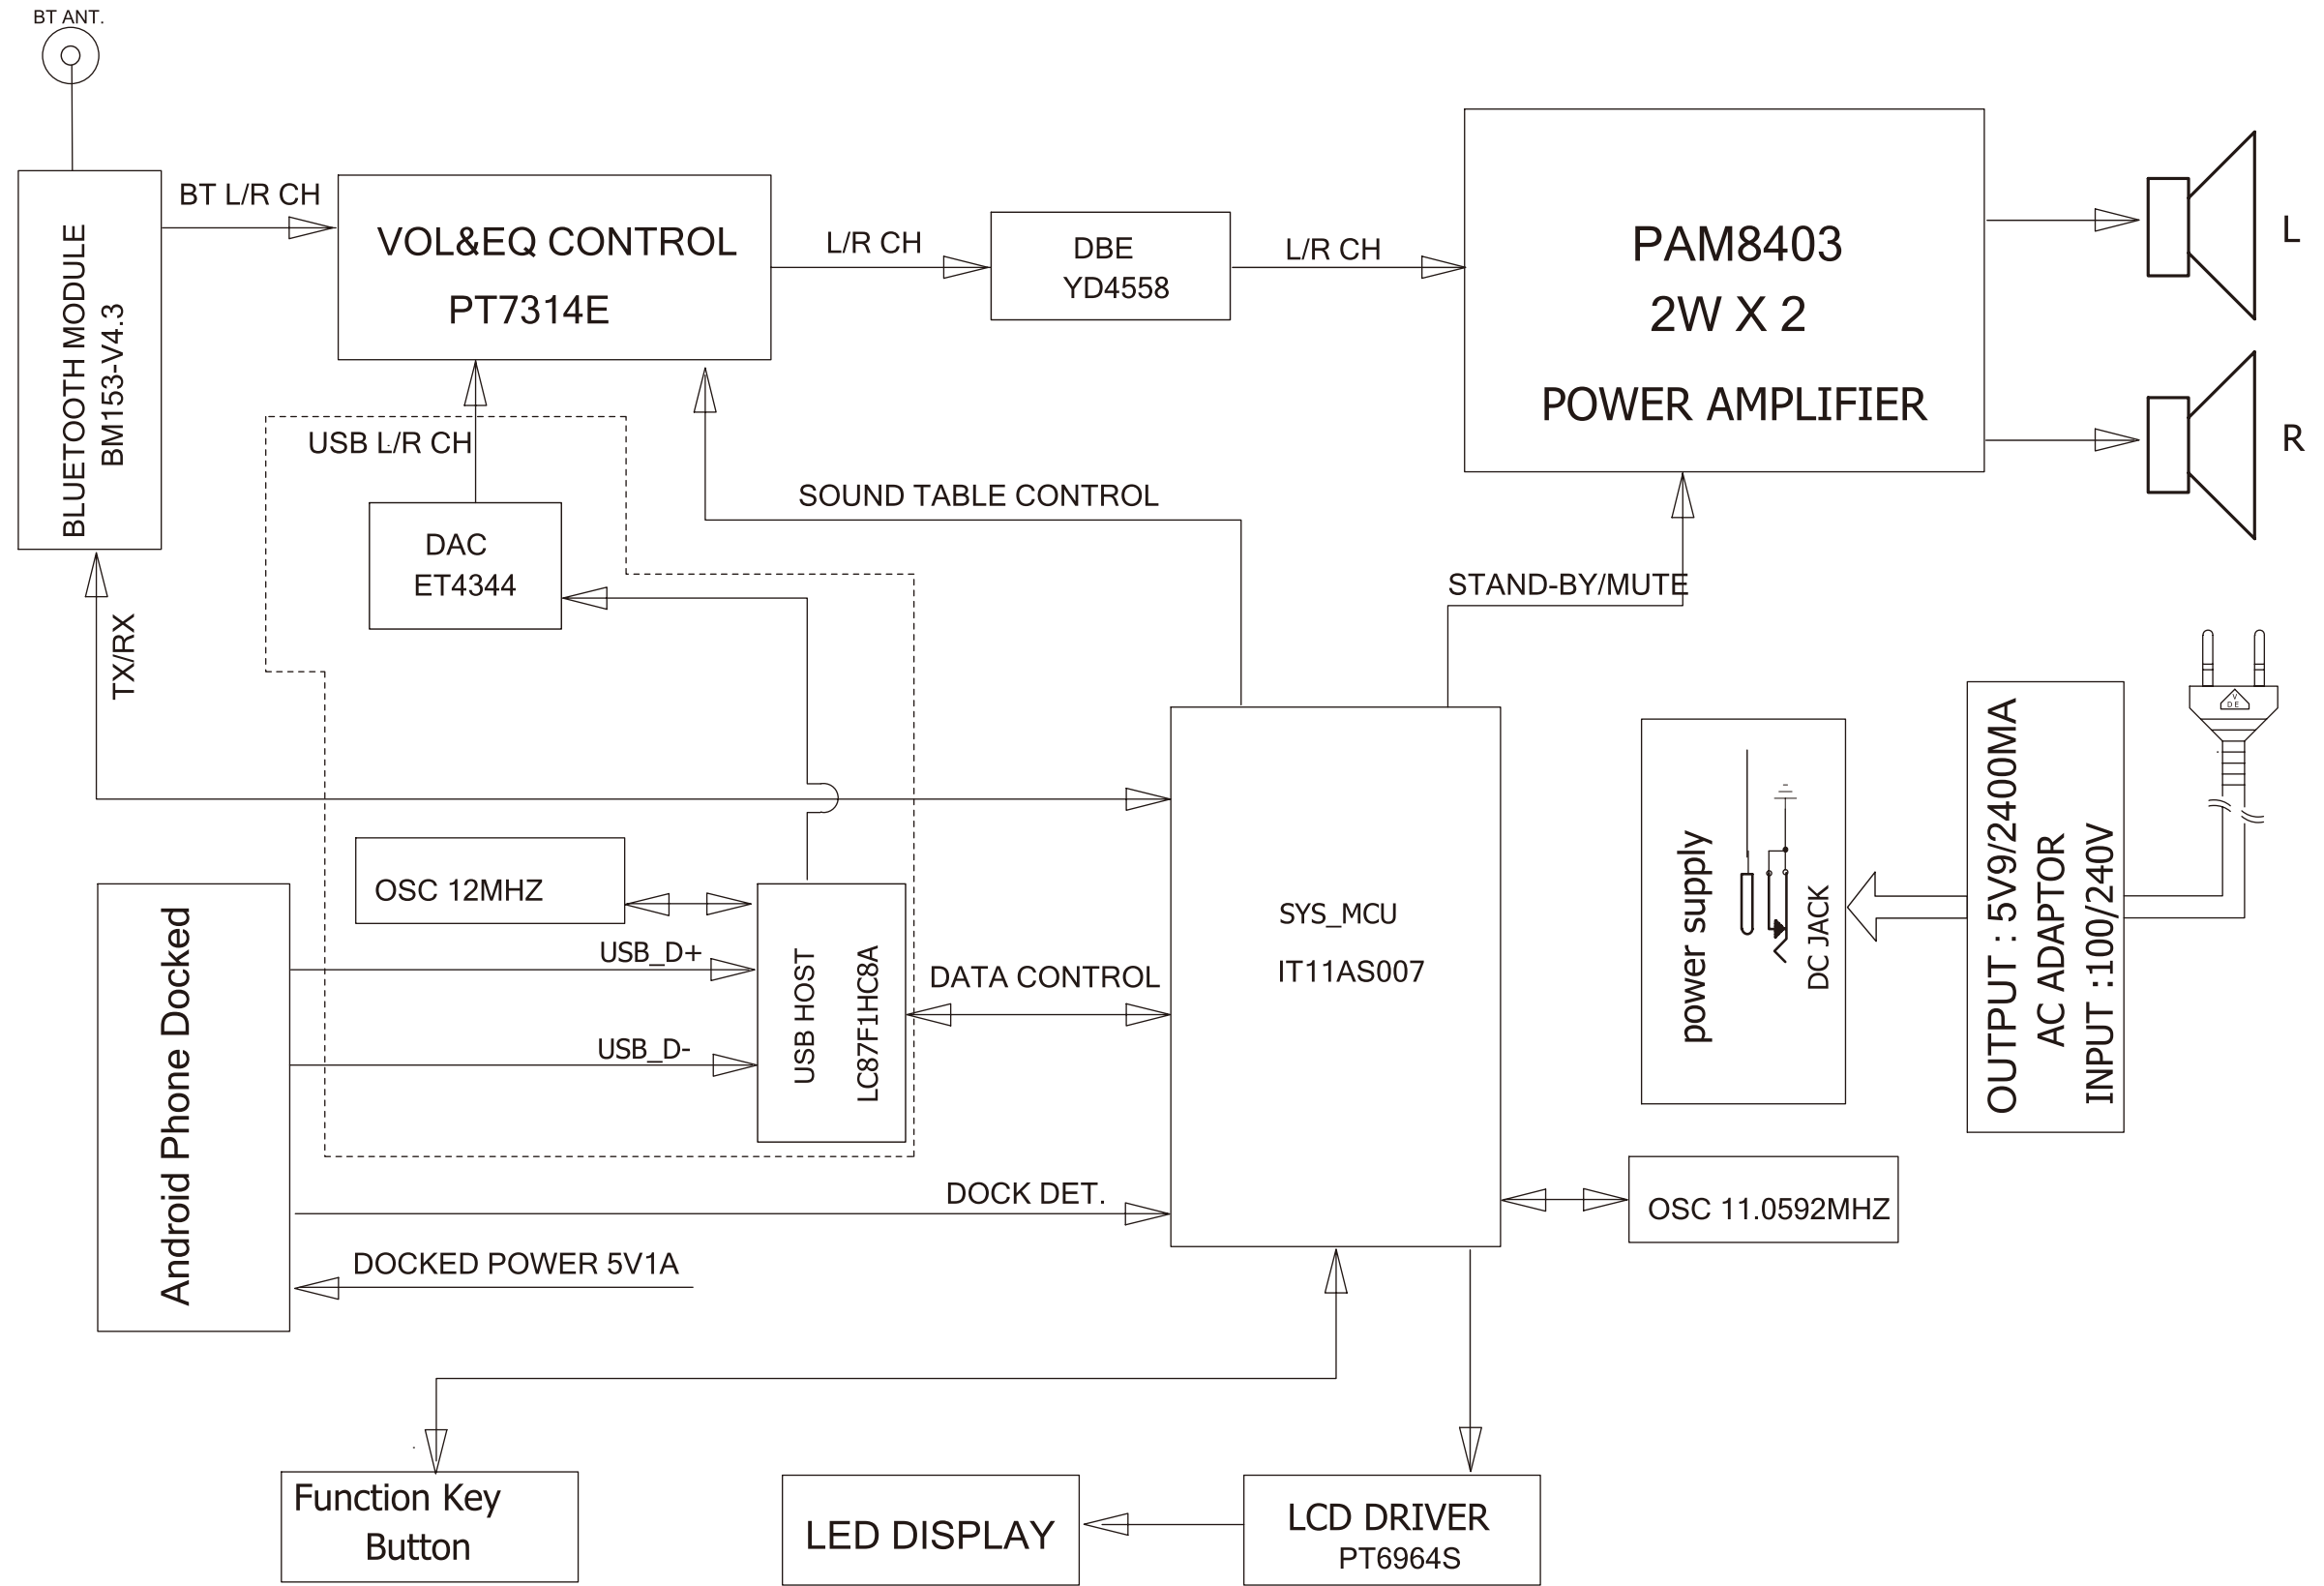 BT ANT.
BLUETOOTH MODULE
BM153-V4.3
BT L/R CH
VOL&EQ CONTROL
PT7314E
L/R CH
DBE
YD4558
L/R CH
PAM8403
2W X 2
POWER AMPLIFIER
L
R
USB L/R CH
DAC
ET4344
SOUND TABLE CONTROL
STAND-BY/MUTE
TX/RX
OSC 12MHZ
USB_D+
USB_D-
USB HOST
LC87F1HC8A
DATA CONTROL
SYS_MCU
IT11AS007
power supply
DC JACK
OUTPUT : 5V9/2400MA
AC ADAPTOR
INPUT :100/240V
V
D E
Android Phone Docked
DOCK DET.
DOCKED POWER 5V1A
OSC 11.0592MHZ
Function Key
Button
LED DISPLAY
LCD DRIVER
PT6964S